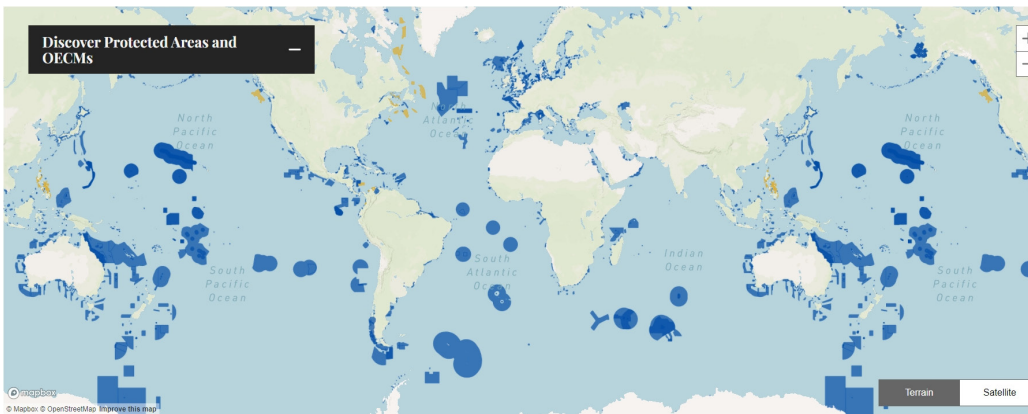 Discover Protected Areas and
OECMs
North
Pacific
Ocean
North
Atlantic
Ocean
North
Pacific
Ocean
South
Pacific
Ocean
South
Atlantic
Ocean
Indian
Ocean
South
Pacific
Ocean
mapbox
Terrain
Satellite
© Mapbox © OpenStreetMap Improve this map